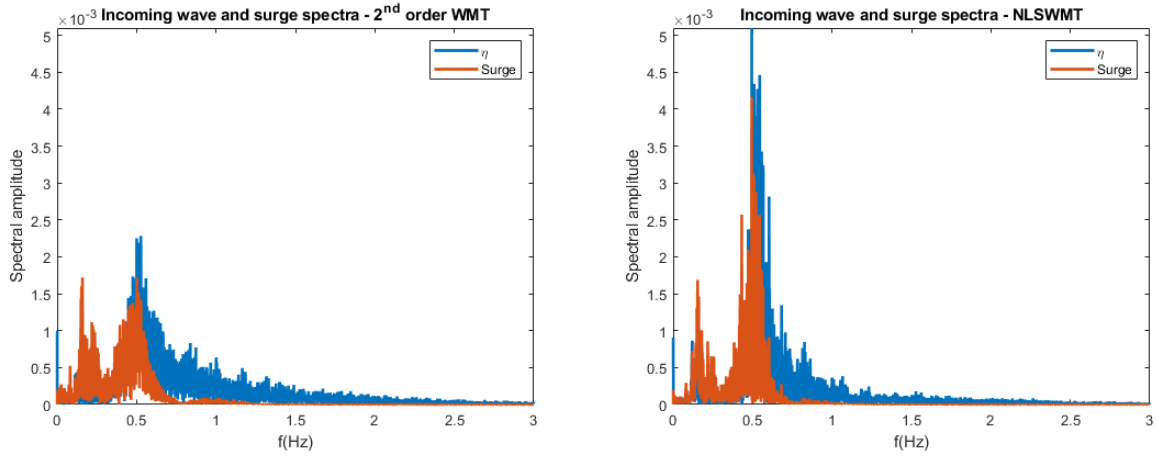 Incoming wave and surge spectra - 2nd order WMT
×10-3
5
4.5
4
3.5
3
2.5
2
1.5
1
0.5
0
Spectral amplitude
η
Surge
0 0.5 1 1.5 2 2.5 3
f(Hz)
Incoming wave and surge spectra - NLSWMT
×10-3
5
4.5
4
3.5
3
2.5
2
1.5
1
0.5
0
Spectral amplitude
η
Surge
0 0.5 1 1.5 2 2.5 3
f(Hz)